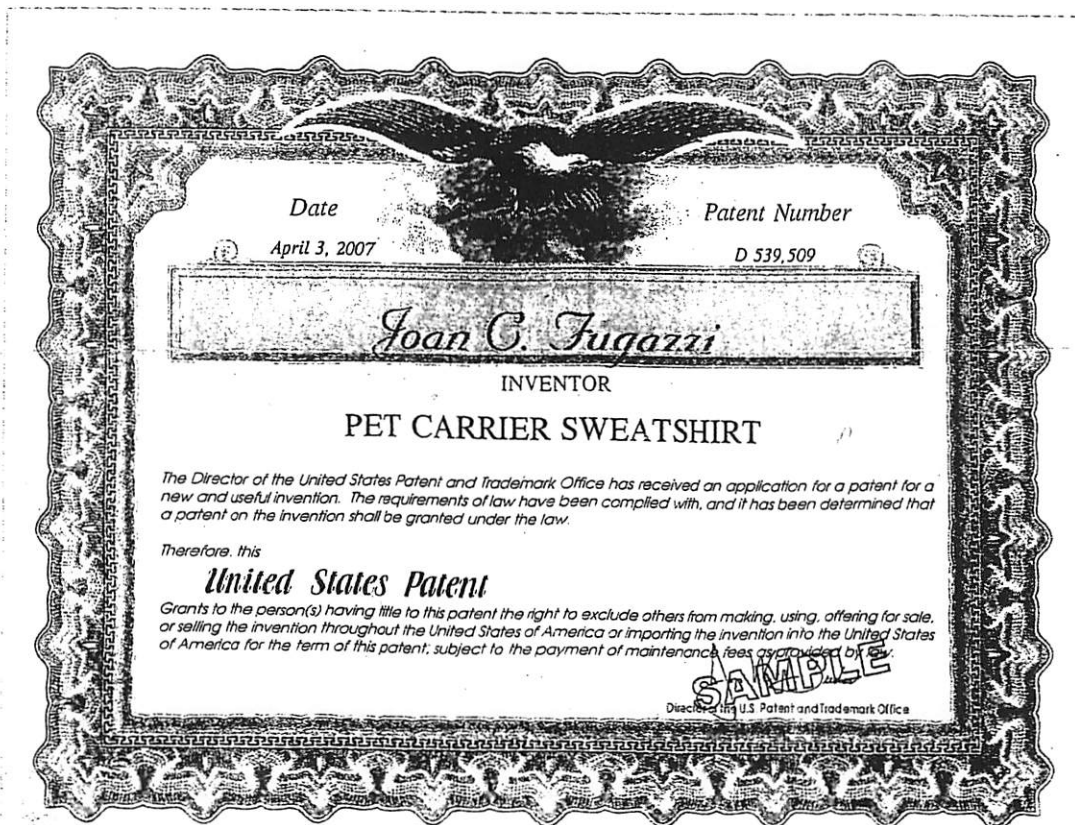 Date
Patent Number
April 3, 2007
D 539,509
Joan C. Fugazzi
INVENTOR
PET CARRIER SWEATSHIRT
The Director of the United States Patent and Trademark Office has received an application for a patent for a
new and useful invention. The requirements of law have been complied with, and it has been determined that
a patent on the invention shall be granted under the law.
Therefore, this
United States Patent
Grants to the person(s) having title to this patent the right to exclude others from making, using, offering for sale,
or selling the invention throughout the United States of America or importing the invention into the United States
of America for the term of this patent, subject to the payment of maintenance fees as provided by law.
SAMPLE
Director of the U.S. Patent and Trademark Office